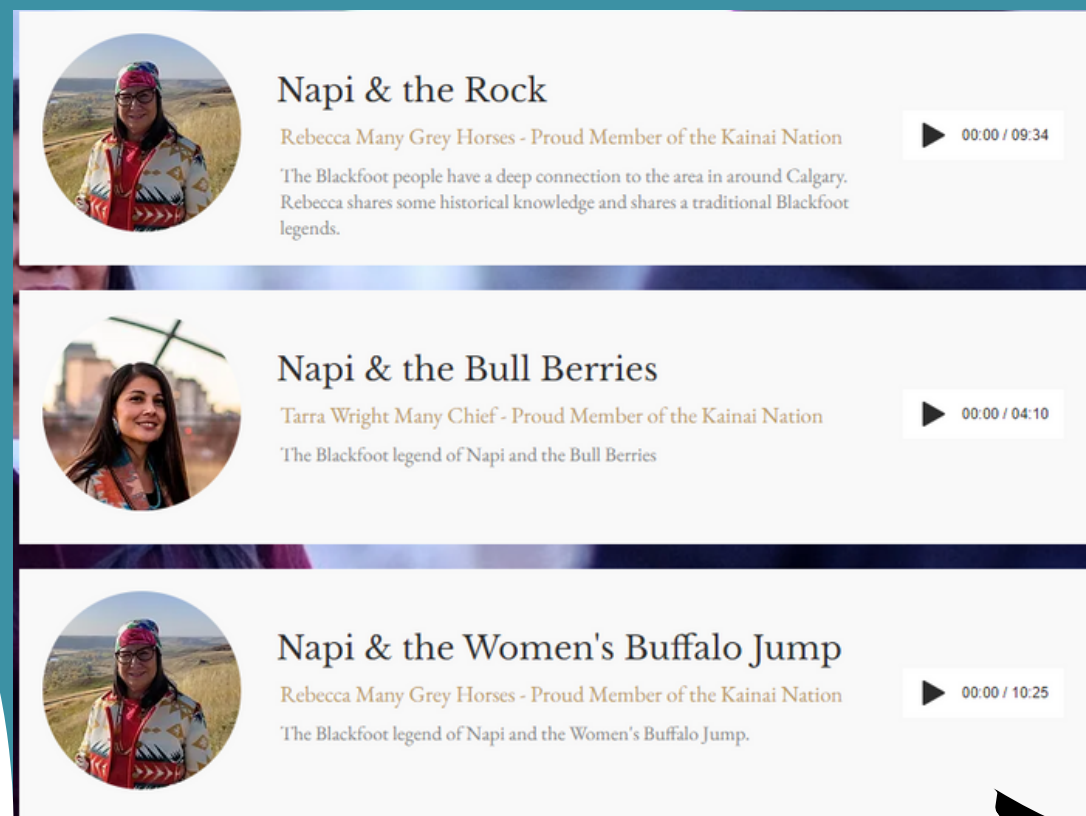 Napi & the Rock
Rebecca Many Grey Horses - Proud Member of the Kainai Nation
00:00 / 09:34
The Blackfoot people have a deep connection to the area in around Calgary.
Rebecca shares some historical knowledge and shares a traditional Blackfoot
legends.
Napi & the Bull Berries
Tarra Wright Many Chief - Proud Member of the Kainai Nation
00:00 / 04:10
The Blackfoot legend of Napi and the Bull Berries
Napi & the Women's Buffalo Jump
Rebecca Many Grey Horses - Proud Member of the Kainai Nation
00:00 / 10:25
The Blackfoot legend of Napi and the Women's Buffalo Jump.